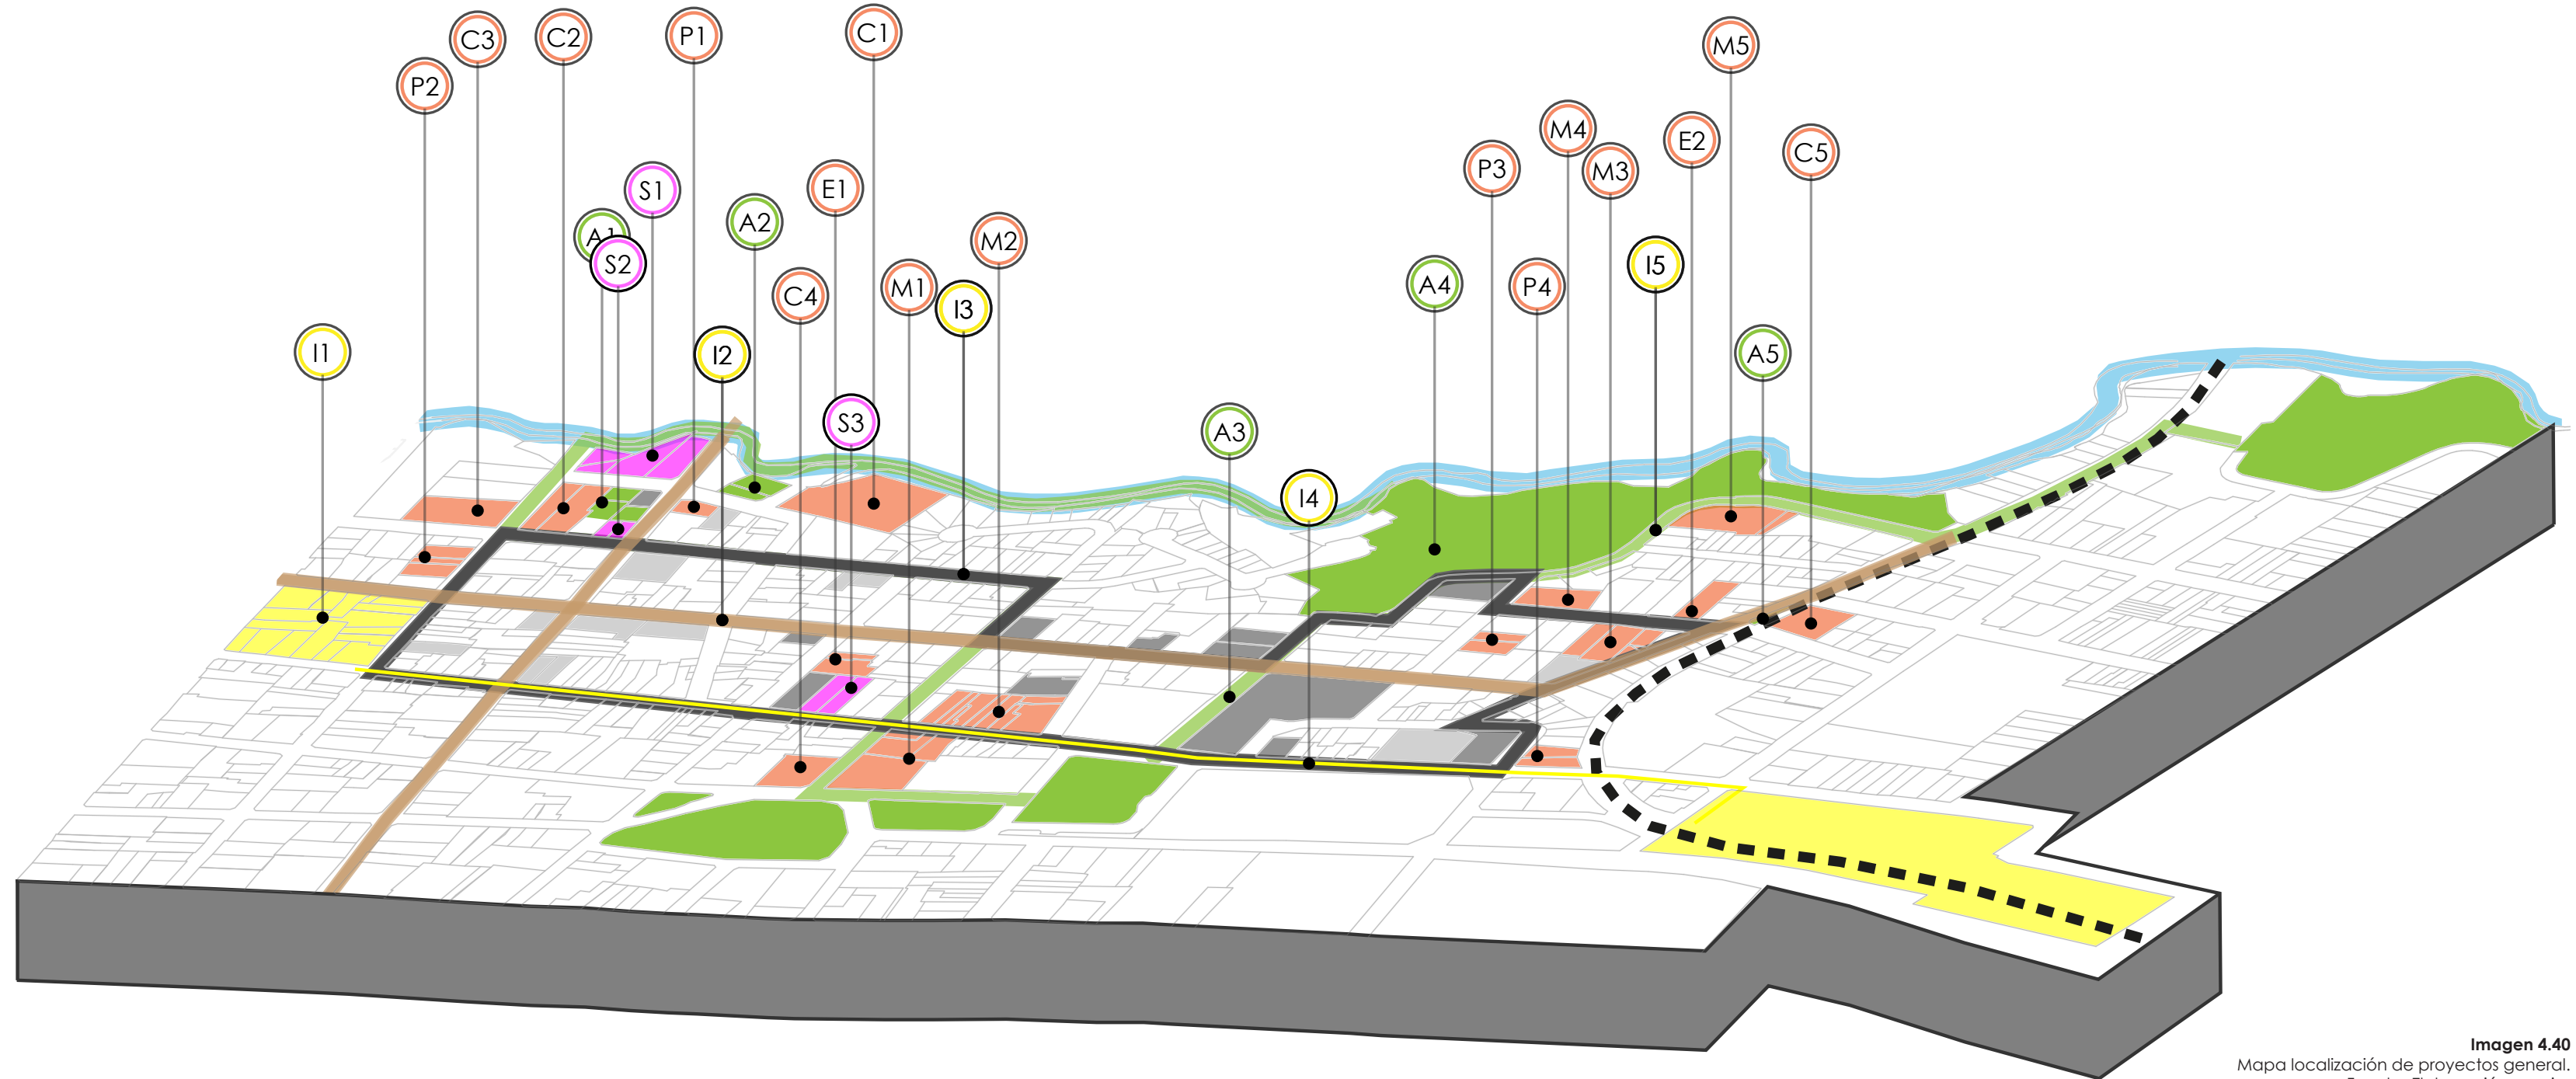 C1
P1
C2
C3
M5
P2
M4
E2
C5
P3
M3
E1
S1
A2
A1
M2
S2
I5
A4
P4
M1
C4
I3
I1
A5
I2
S3
A3
I4
Imagen 4.40
Mapa localización de proyectos general.